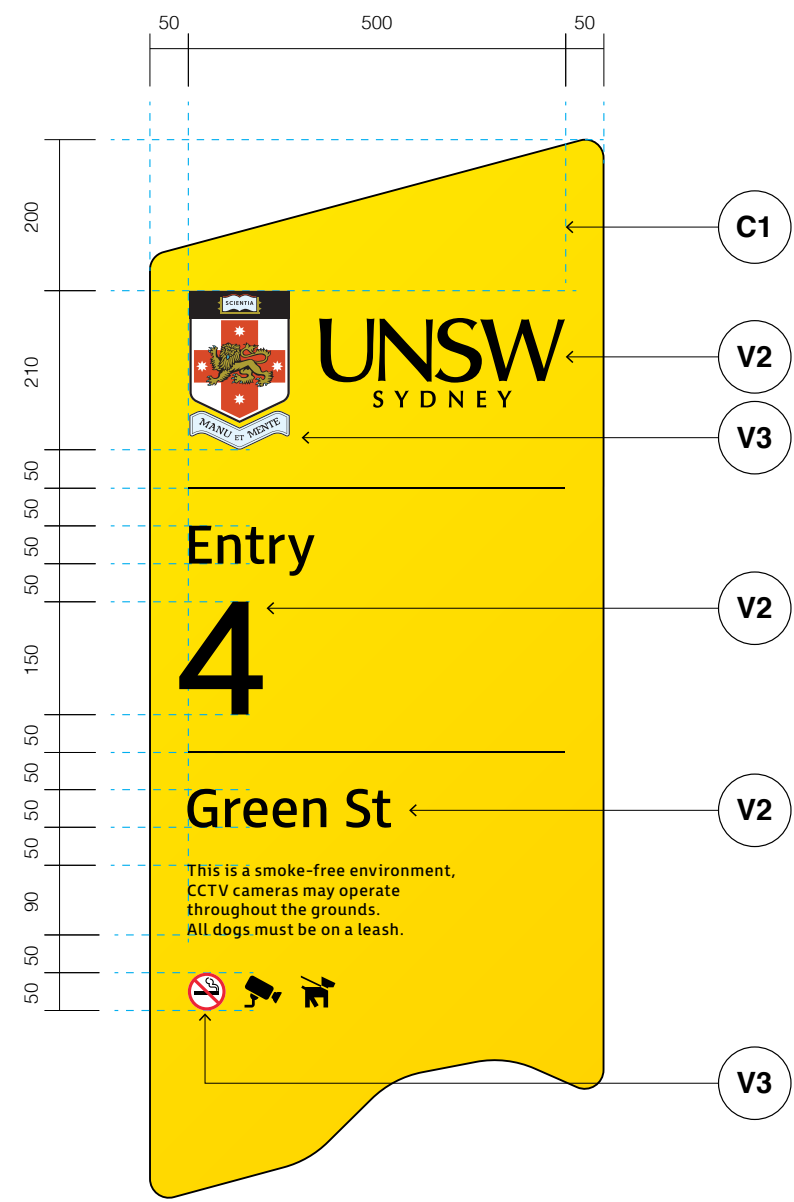 50 500 50
200
C1
SCIENTIA
UNSW
SYDNEY
210
V2
MANU ET MENTE
V3
50
50
Entry
50
50
4
V2
150
50
50
Green St
50
V2
50
This is a smoke-free environment,
CCTV cameras may operate
throughout the grounds.
All dogs must be on a leash.
90
50
50
V3